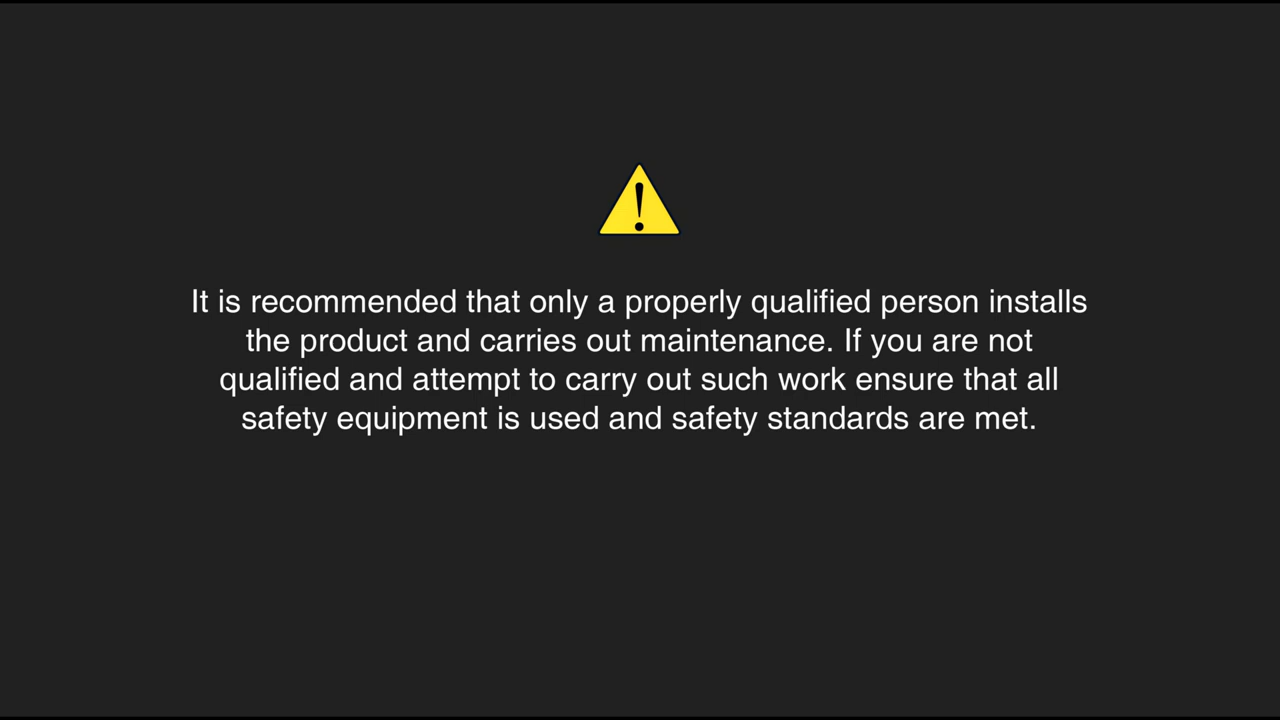 It is recommended that only a properly qualified person installs
the product and carries out maintenance. If you are not
qualified and attempt to carry out such work ensure that all
safety equipment is used and safety standards are met.